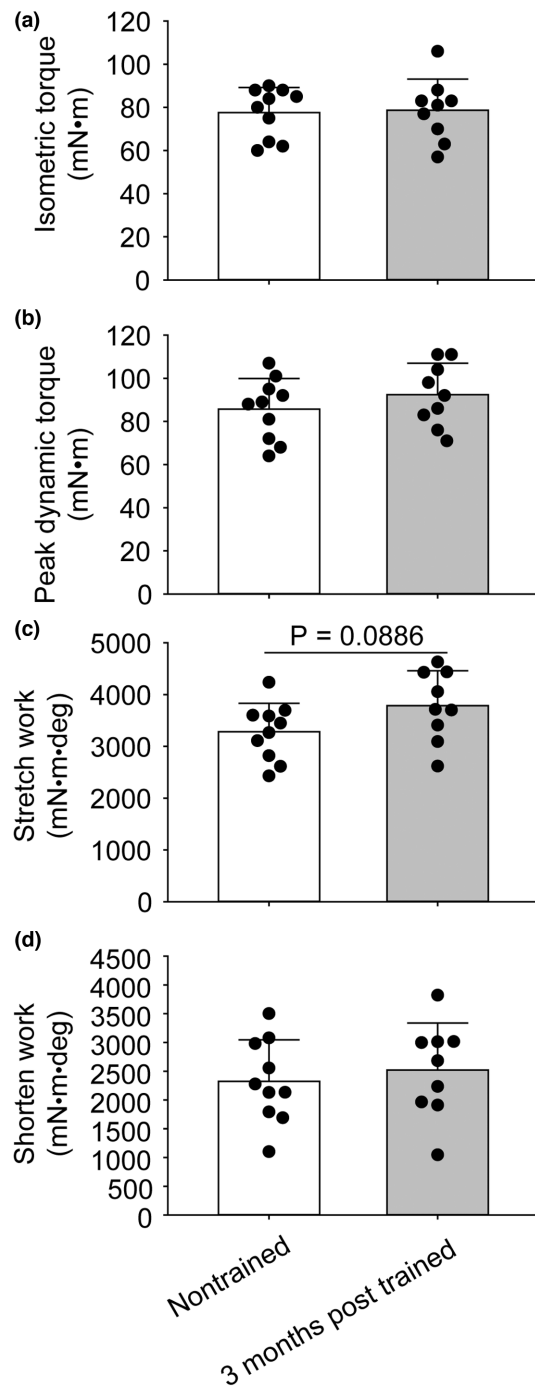 (a)
Isometric torque
(mN•m)
120
100
80
60
40
20
0
(b)
Peak dynamic torque
(mN•m)
120
100
80
60
40
20
0
(c)
Stretch work
(mN•m•deg)
P = 0.0886
5000
4000
3000
2000
1000
0
(d)
Shorten work
(mN•m•deg)
4500
4000
3500
3000
2500
2000
1500
1000
500
0
Nontrained
3 months post trained